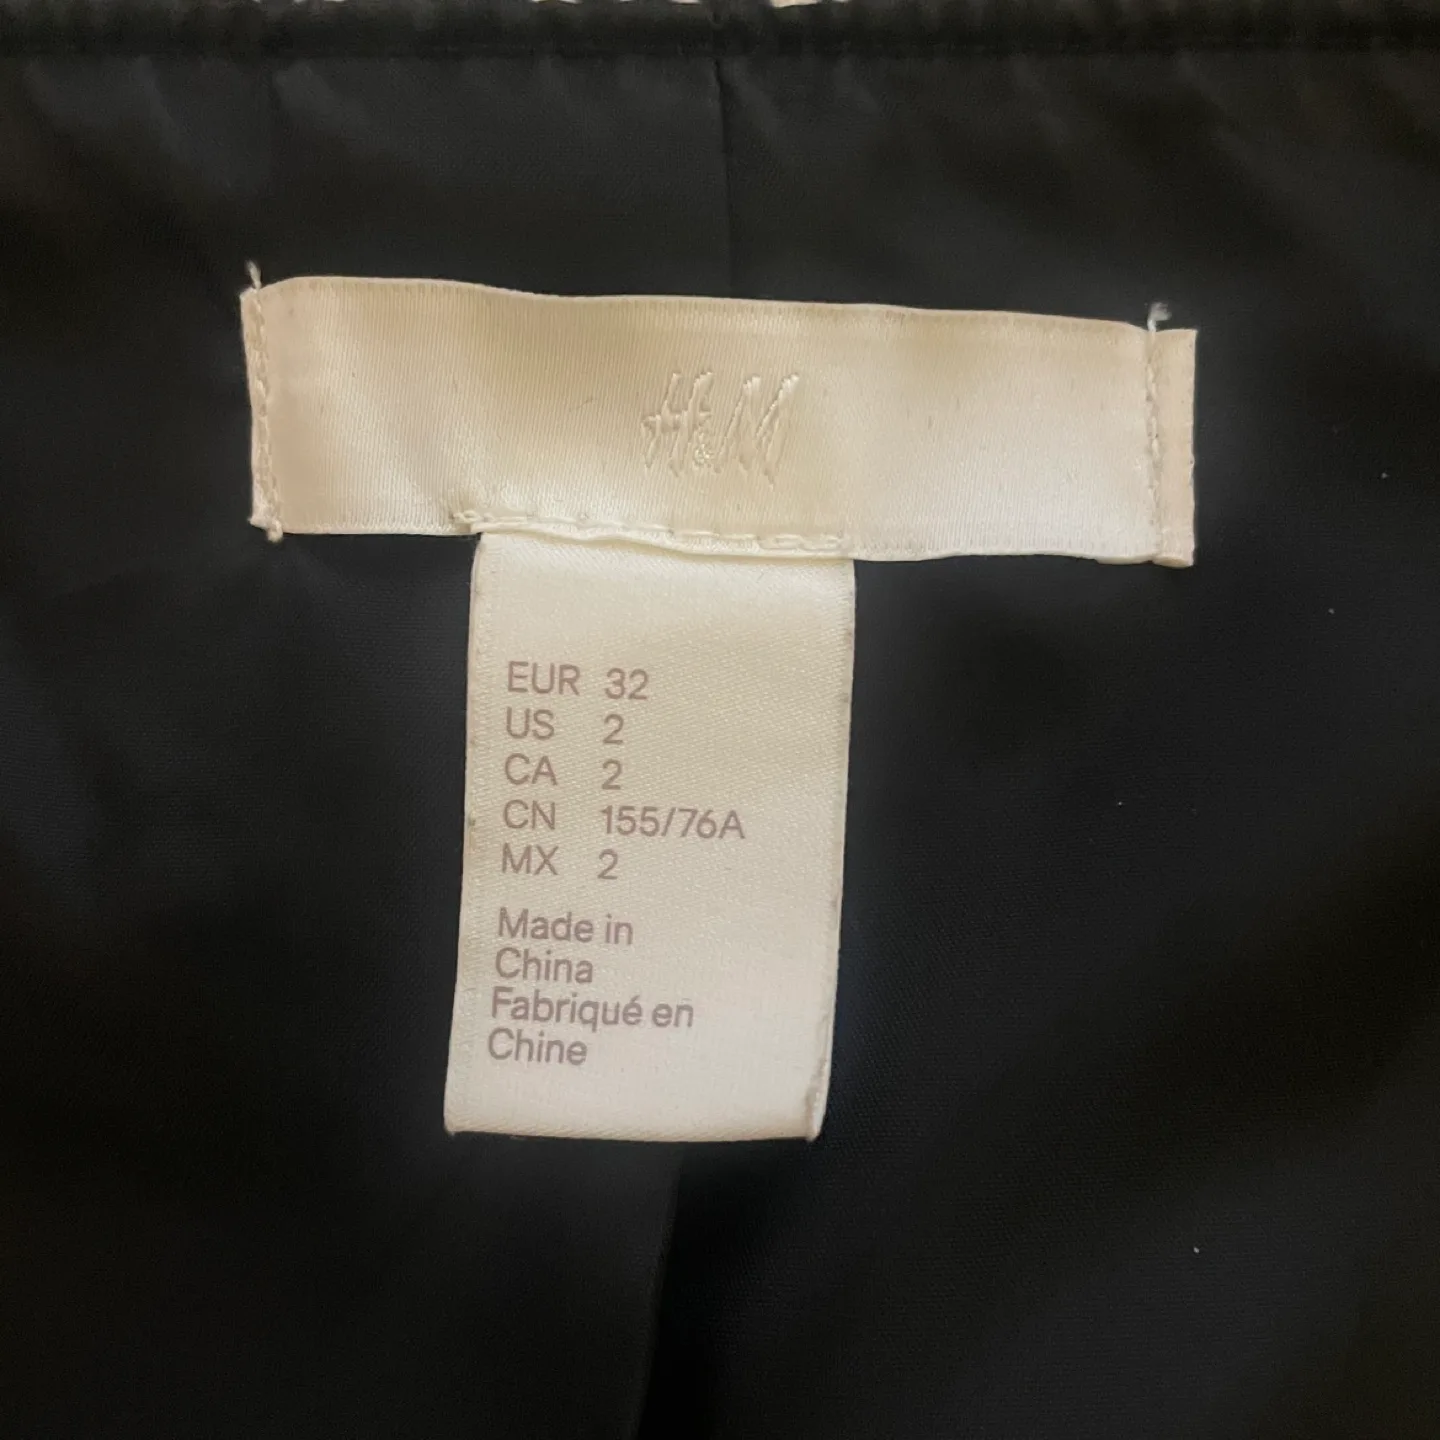 H&M
EUR 32
US 2
CA 2
CN 155/76A
MX 2
Made in
China
Fabriqué en
Chine